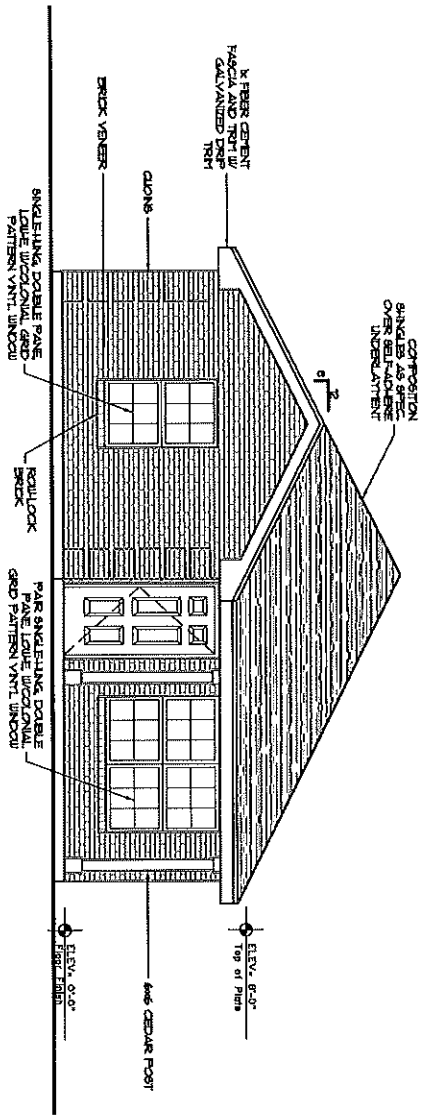 COMPOSITION
SHINGLES AS SPEC.
OVER SELF-ADHERE
UNDERLAYMENT
12
8
1x FIBER CEMENT
FASCIA AND TRIM W/
GALVANIZED DRIP
TRIM
ELEV= 8'-0"
Top of Plate
QUOINS
BRICK VENEER
6x6 CEDAR POST
ELEV= 0'-0"
Floor Finish
SINGLE-HUNG, DOUBLE PANE
LOW-E W/COLONIAL GRID
PATTERN VINYL WINDOW
ROWLOCK
BRICK
PAIR SINGLE-HUNG, DOUBLE
PANE, LOW-E W/COLONIAL
GRID PATTERN VINYL WINDOW